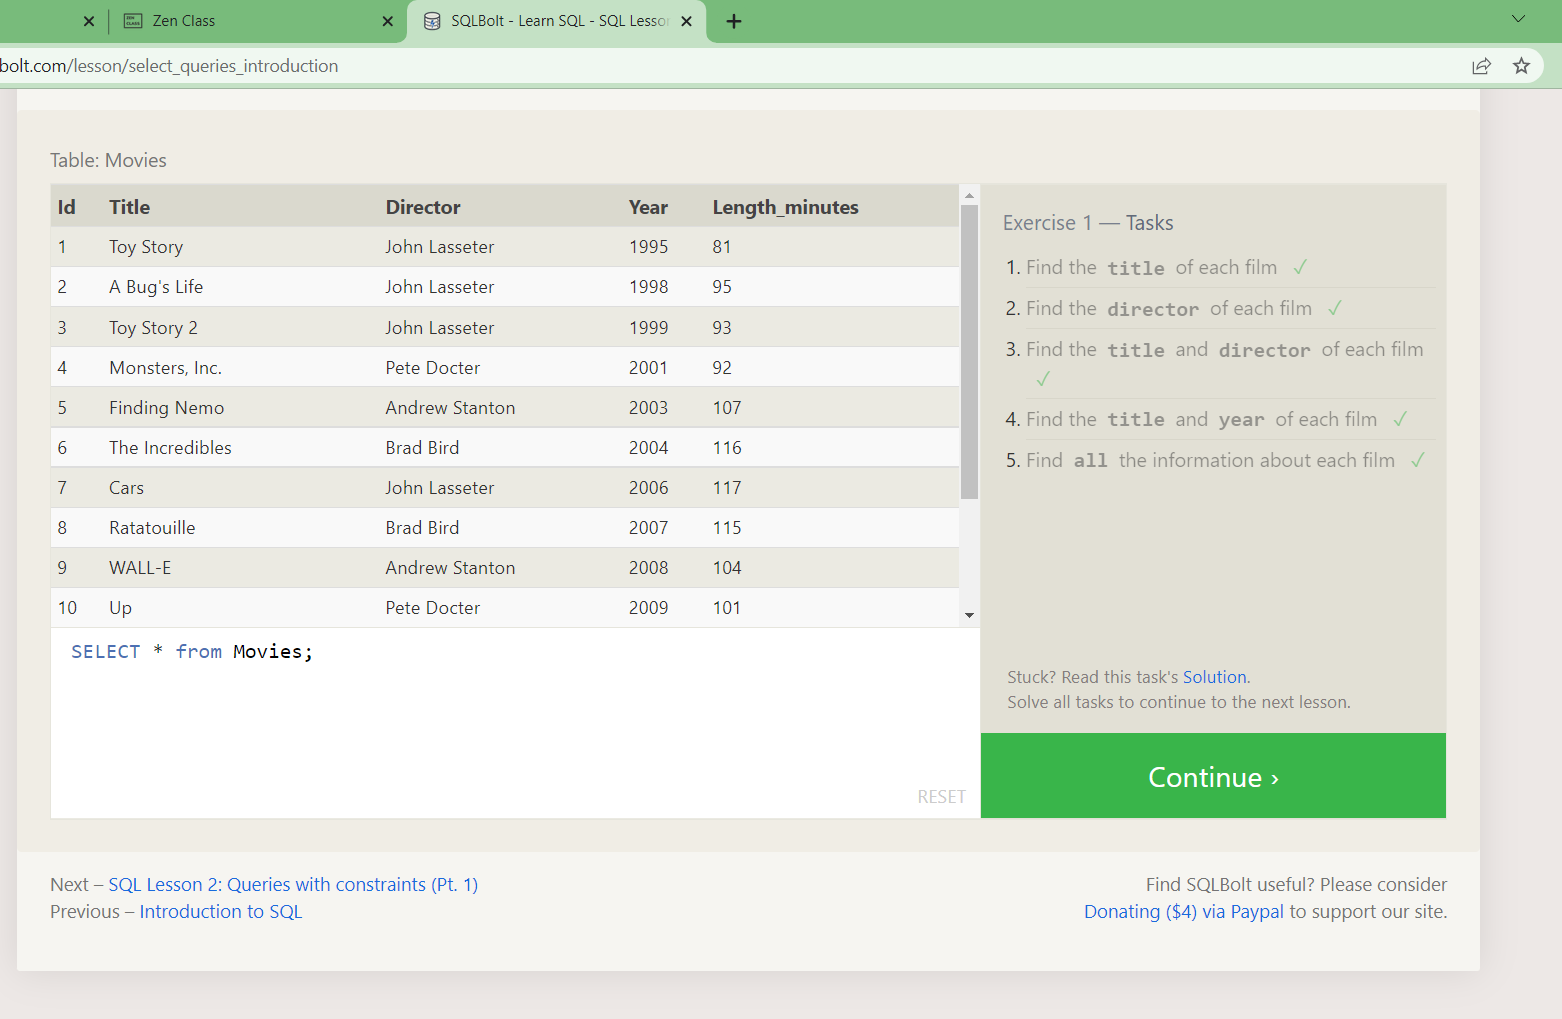 Zen Class
SQLBolt - Learn SQL - SQL Lesson
bolt.com/lesson/select_queries_introduction
Table: Movies
Id Title Director Year Length_minutes
1 Toy Story John Lasseter 1995 81
2 A Bug's Life John Lasseter 1998 95
3 Toy Story 2 John Lasseter 1999 93
4 Monsters, Inc. Pete Docter 2001 92
5 Finding Nemo Andrew Stanton 2003 107
6 The Incredibles Brad Bird 2004 116
7 Cars John Lasseter 2006 117
8 Ratatouille Brad Bird 2007 115
9 WALL-E Andrew Stanton 2008 104
10 Up Pete Docter 2009 101
SELECT * from Movies;
RESET
Exercise 1 — Tasks
1. Find the title of each film ✓
2. Find the director of each film ✓
3. Find the title and director of each film
✓
4. Find the title and year of each film ✓
5. Find all the information about each film ✓
Stuck? Read this task's Solution.
Solve all tasks to continue to the next lesson.
Continue ›
Next – SQL Lesson 2: Queries with constraints (Pt. 1)
Previous – Introduction to SQL
Find SQLBolt useful? Please consider
Donating ($4) via Paypal to support our site.